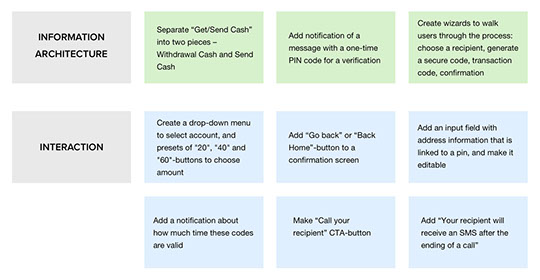 INFORMATION
ARCHITECTURE
Separate “Get/Send Cash”
into two pieces –
Withdrawal Cash and Send
Cash
Add notification of a
message with a one-time
PIN code for a verification
Create wizards to walk
users through the process:
choose a recipient, generate
a secure code, transaction
code, confirmation
INTERACTION
Create a drop-down menu
to select account, and
presets of "20", "40" and
"60"-buttons to choose
amount
Add “Go back” or “Back
Home”-button to a
confirmation screen
Add an input field with
address information that is
linked to a pin, and make it
editable
Add a notification about
how much time these codes
are valid
Make “Call your
recipient” CTA-button
Add “Your recipient will
receive an SMS after the
ending of a call”